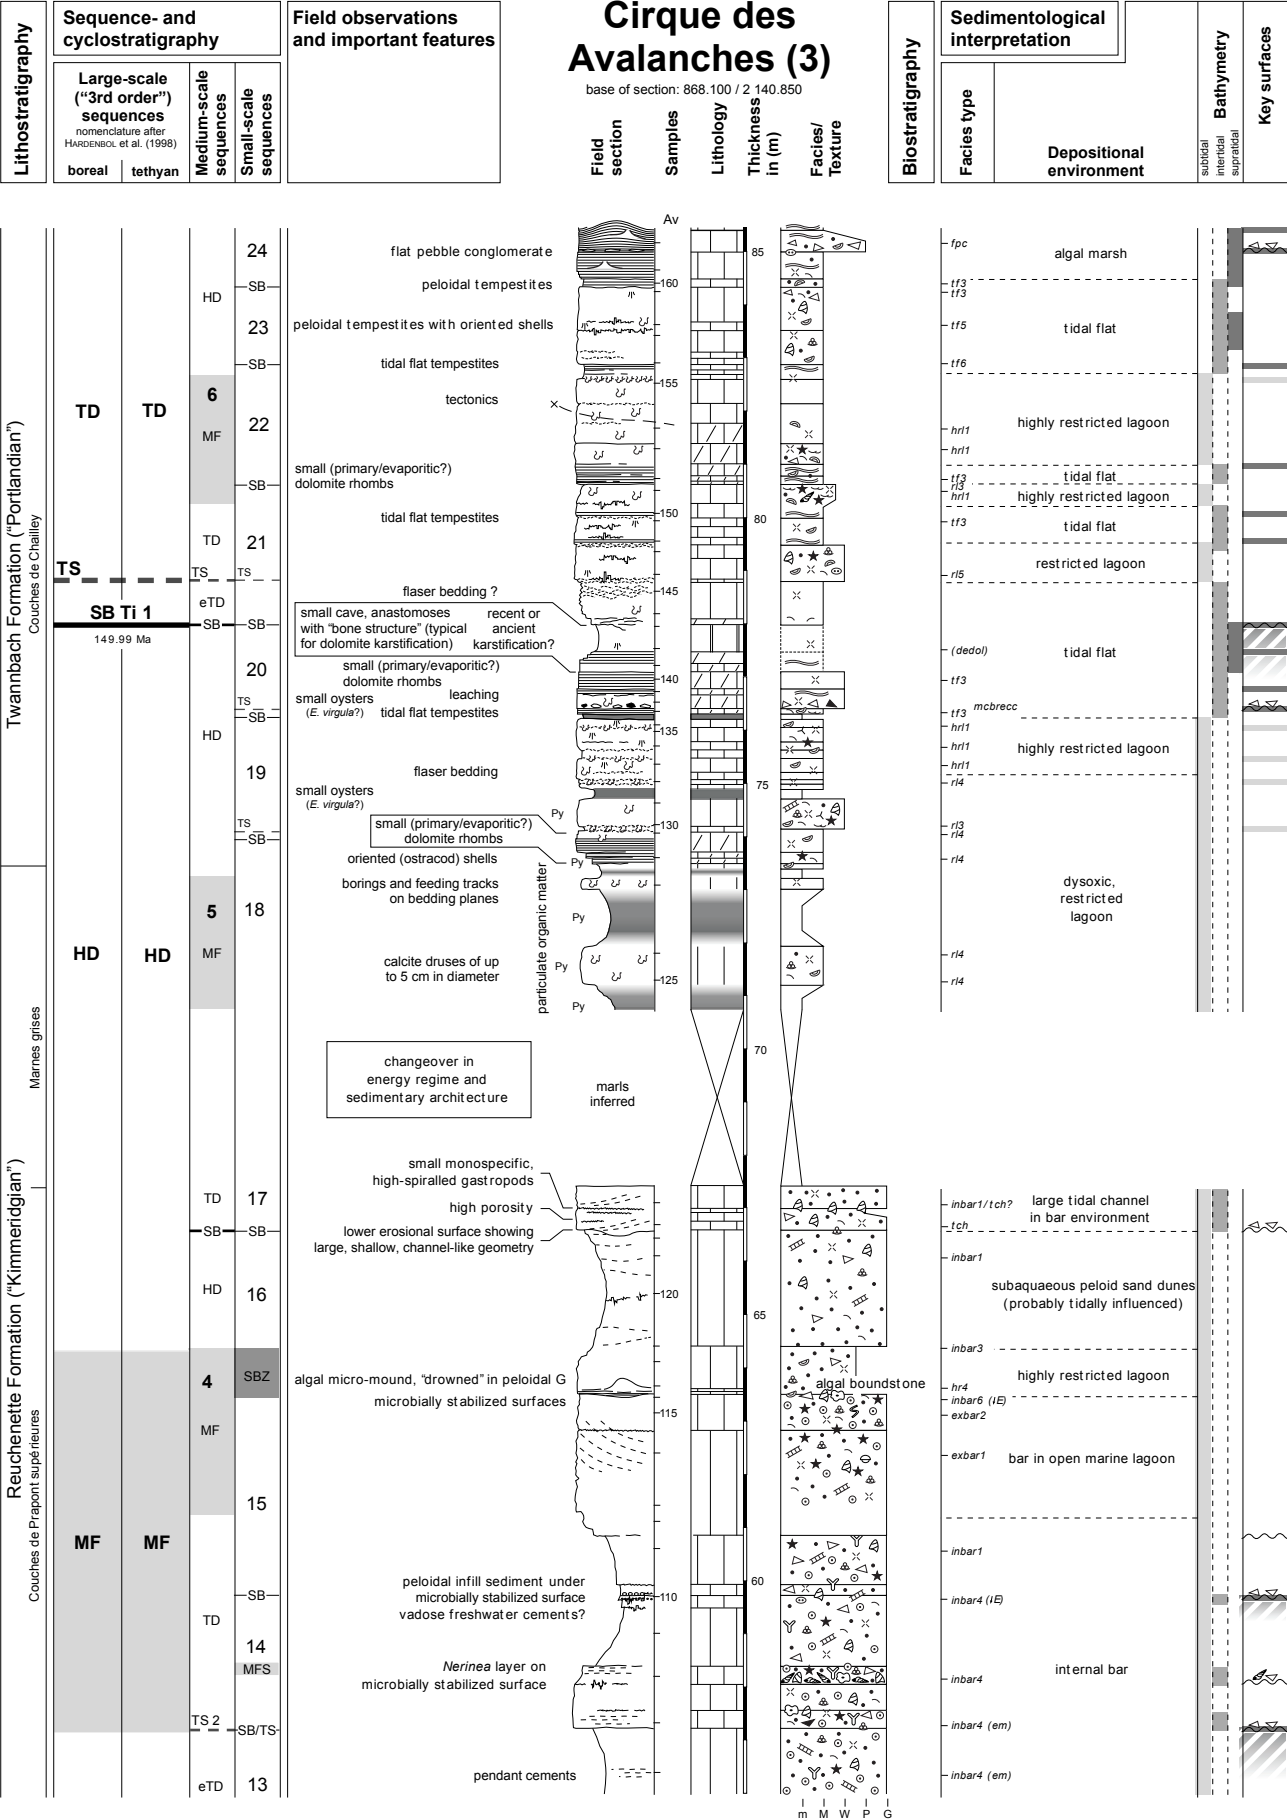 Cirque des
Avalanches (3)
base of section: 868.100 / 2 140.850
Lithostratigraphy
Sequence- and
cyclostratigraphy
Large-scale
("3rd order")
sequences
nomenclature after
HARDENBOL et al. (1998)
boreal
tethyan
Medium-scale
sequences
Small-scale
sequences
Field observations
and important features
Field
section
Samples
Lithology
Thickness
in (m)
Facies/
Texture
Biostratigraphy
Sedimentological
interpretation
Facies type
Depositional
environment
Bathymetry
subtidal
intertidal
supratidal
Key surfaces
Twannbach Formation ("Portlandian")
Couches de Chailley
Marnes grises
Reuchenette Formation ("Kimmeridgian")
Couches de Prapont supérieures
TD
TD
TS
SB Ti 1
149.99 Ma
HD
HD
MF
MF
HD
6
MF
TD
TS
eTD
SB
HD
5
MF
TD
SB
HD
4
MF
TD
TS 2
eTD
24
SB
23
SB
22
SB
21
TS
SB
20
TS
SB
19
TS
SB
18
17
SB
16
SBZ
15
SB
14
MFS
SB/TS
13
flat pebble conglomerate
peloidal tempestites
peloidal tempestites with oriented shells
tidal flat tempestites
tectonics
small (primary/evaporitic?)
dolomite rhombs
tidal flat tempestites
flaser bedding ?
small cave, anastomoses
with "bone structure" (typical
for dolomite karstification)
recent or
ancient
karstification?
small (primary/evaporitic?)
dolomite rhombs
leaching
small oysters
(E. virgula?)
tidal flat tempestites
flaser bedding
small oysters
(E. virgula?)
small (primary/evaporitic?)
dolomite rhombs
oriented (ostracod) shells
borings and feeding tracks
on bedding planes
calcite druses of up
to 5 cm in diameter
particulate organic matter
Py
Py
Py
Py
Py
changeover in
energy regime and
sedimentary architecture
marls
inferred
small monospecific,
high-spiralled gastropods
high porosity
lower erosional surface showing
large, shallow, channel-like geometry
algal micro-mound, "drowned" in peloidal G
microbially stabilized surfaces
peloidal infill sediment under
microbially stabilized surface
vadose freshwater cements?
Nerinea layer on
microbially stabilized surface
pendant cements
Av
160
155
150
145
140
135
130
125
120
115
110
85
80
75
70
65
60
algal boundstone
m M W P G
fpc
tf3
tf3
tf5
tf6
hrl1
hrl1
tf3
rl3
hrl1
tf3
rl5
(dedol)
tf3
mcbrecc
tf3
hrl1
hrl1
hrl1
rl4
rl3
rl4
rl4
rl4
rl4
inbar1/tch?
tch
inbar1
inbar3
hr4
inbar6 (IE)
exbar2
exbar1
inbar1
inbar4 (IE)
inbar4
inbar4 (em)
inbar4 (em)
algal marsh
tidal flat
highly restricted lagoon
tidal flat
highly restricted lagoon
tidal flat
restricted lagoon
tidal flat
highly restricted lagoon
dysoxic,
restricted
lagoon
large tidal channel
in bar environment
subaquaeous peloid sand dunes
(probably tidally influenced)
highly restricted lagoon
bar in open marine lagoon
internal bar